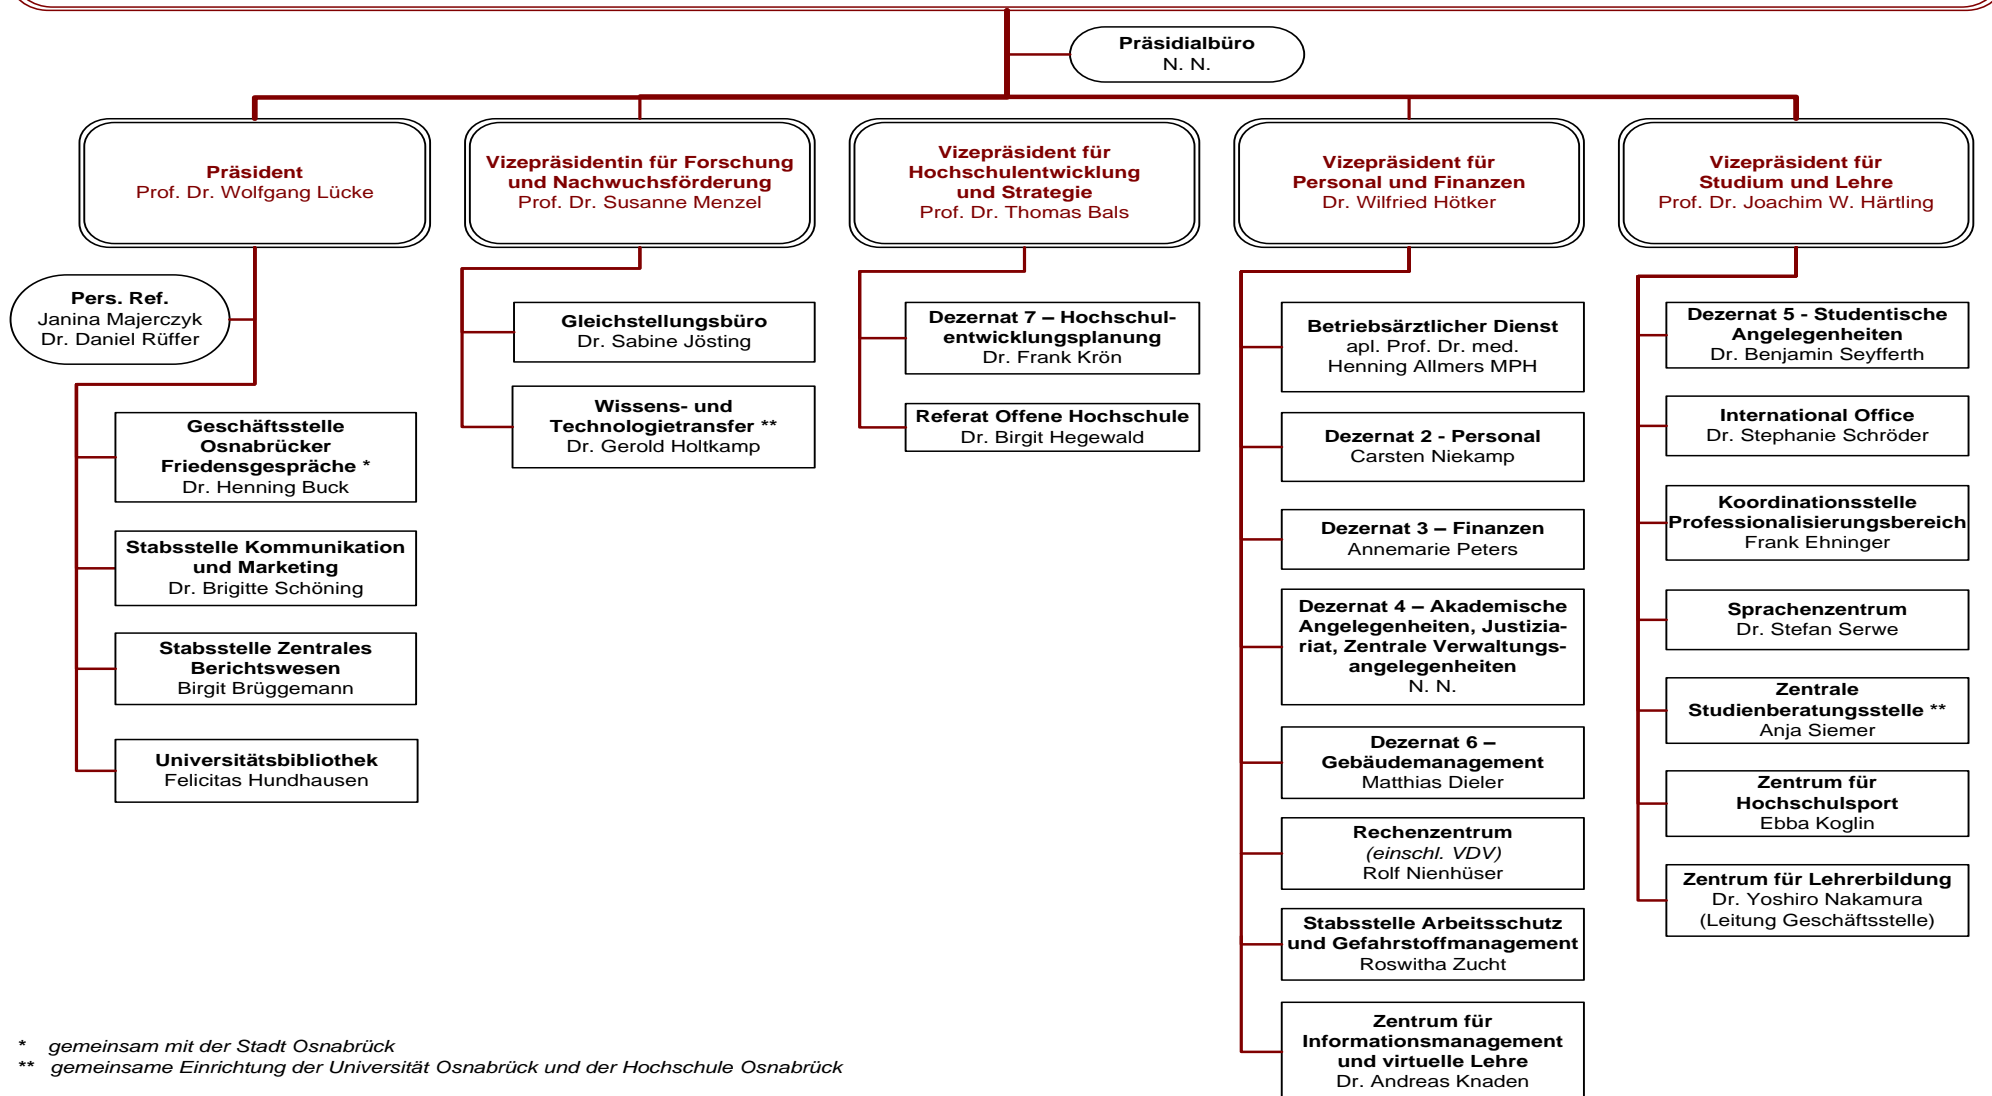 Präsidialbüro
N. N.
Präsident
Prof. Dr. Wolfgang Lücke
Vizepräsidentin für Forschung
und Nachwuchsförderung
Prof. Dr. Susanne Menzel
Vizepräsident für
Hochschulentwicklung
und Strategie
Prof. Dr. Thomas Bals
Vizepräsident für
Personal und Finanzen
Dr. Wilfried Hötker
Vizepräsident für
Studium und Lehre
Prof. Dr. Joachim W. Härtling
Pers. Ref.
Janina Majerczyk
Dr. Daniel Rüffer
Geschäftsstelle
Osnabrücker
Friedensgespräche *
Dr. Henning Buck
Stabsstelle Kommunikation
und Marketing
Dr. Brigitte Schöning
Stabsstelle Zentrales
Berichtswesen
Birgit Brüggemann
Universitätsbibliothek
Felicitas Hundhausen
Gleichstellungsbüro
Dr. Sabine Jösting
Wissens- und
Technologietransfer **
Dr. Gerold Holtkamp
Dezernat 7 – Hochschul-
entwicklungsplanung
Dr. Frank Krön
Referat Offene Hochschule
Dr. Birgit Hegewald
Betriebsärztlicher Dienst
apl. Prof. Dr. med.
Henning Allmers MPH
Dezernat 2 - Personal
Carsten Niekamp
Dezernat 3 – Finanzen
Annemarie Peters
Dezernat 4 – Akademische
Angelegenheiten, Justizia-
riat, Zentrale Verwaltungs-
angelegenheiten
N. N.
Dezernat 6 –
Gebäudemanagement
Matthias Dieler
Rechenzentrum
(einschl. VDV)
Rolf Nienhüser
Stabsstelle Arbeitsschutz
und Gefahrstoffmanagement
Roswitha Zucht
Zentrum für
Informationsmanagement
und virtuelle Lehre
Dr. Andreas Knaden
Dezernat 5 - Studentische
Angelegenheiten
Dr. Benjamin Seyfferth
International Office
Dr. Stephanie Schröder
Koordinationsstelle
Professionalisierungsbereich
Frank Ehninger
Sprachenzentrum
Dr. Stefan Serwe
Zentrale
Studienberatungsstelle **
Anja Siemer
Zentrum für
Hochschulsport
Ebba Koglin
Zentrum für Lehrerbildung
Dr. Yoshiro Nakamura
(Leitung Geschäftsstelle)
* gemeinsam mit der Stadt Osnabrück
** gemeinsame Einrichtung der Universität Osnabrück und der Hochschule Osnabrück